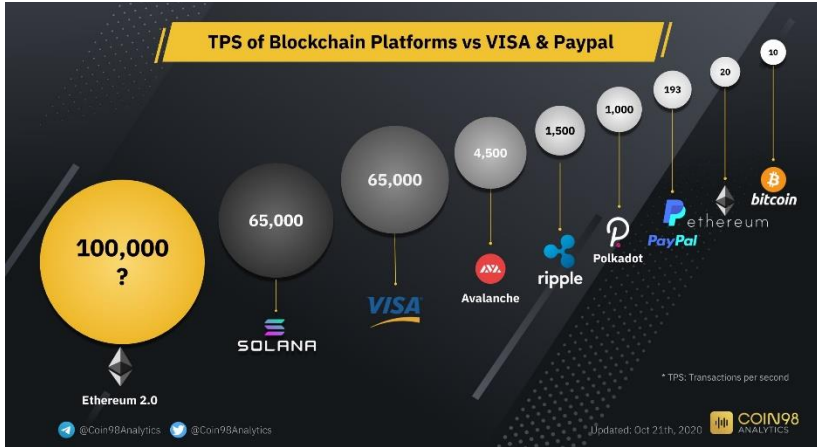 TPS of Blockchain Platforms vs VISA & Paypal
100,000
?
Ethereum 2.0
65,000
SOLANA
65,000
VISA
4,500
Avalanche
1,500
ripple
1,000
Polkadot
193
PayPal
20
ethereum
10
bitcoin
* TPS: Transactions per second
@Coin98Analytics @Coin98Analytics
Updated: Oct 21th, 2020
COIN98
ANALYTICS